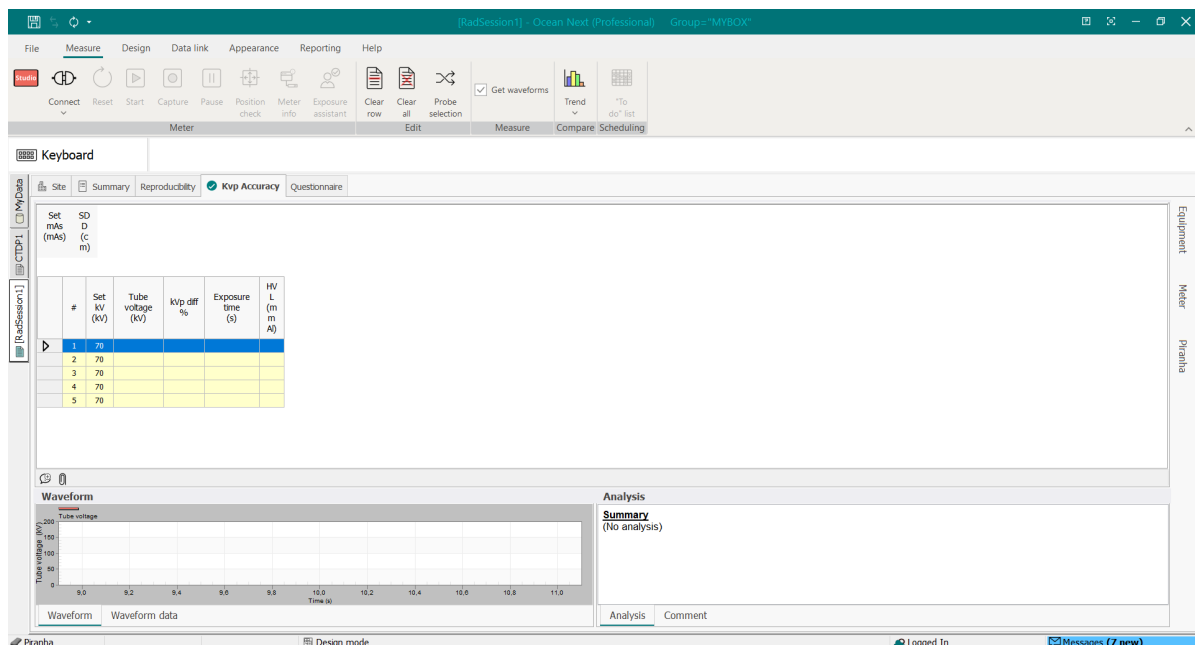 [RadSession1] - Ocean Next (Professional) Group="MYBOX"
File Measure Design Data link Appearance Reporting Help
Studio
Connect Reset Start Capture Pause Position check Meter info Exposure assistant Clear row Clear all Probe selection Get waveforms Trend "To do" list
Meter Edit Measure Compare Scheduling
Keyboard
MyData
CTDP1
[RadSession1]
Site Summary Reproducibility Kvp Accuracy Questionnaire
Set mAs (mAs) SD D (c m)
# Set kV (kV) Tube voltage (kV) kVp diff % Exposure time (s) HV L (m m Al)
1 70
2 70
3 70
4 70
5 70
Equipment
Meter
Piranha
Waveform
Tube voltage
Tube voltage (kV)
200
150
100
50
0
9,0 9,2 9,4 9,6 9,8 10,0 10,2 10,4 10,6 10,8 11,0
Time (s)
Waveform Waveform data
Analysis
Summary
(No analysis)
Analysis Comment
Piranha Design mode Logged In Messages (7 new)